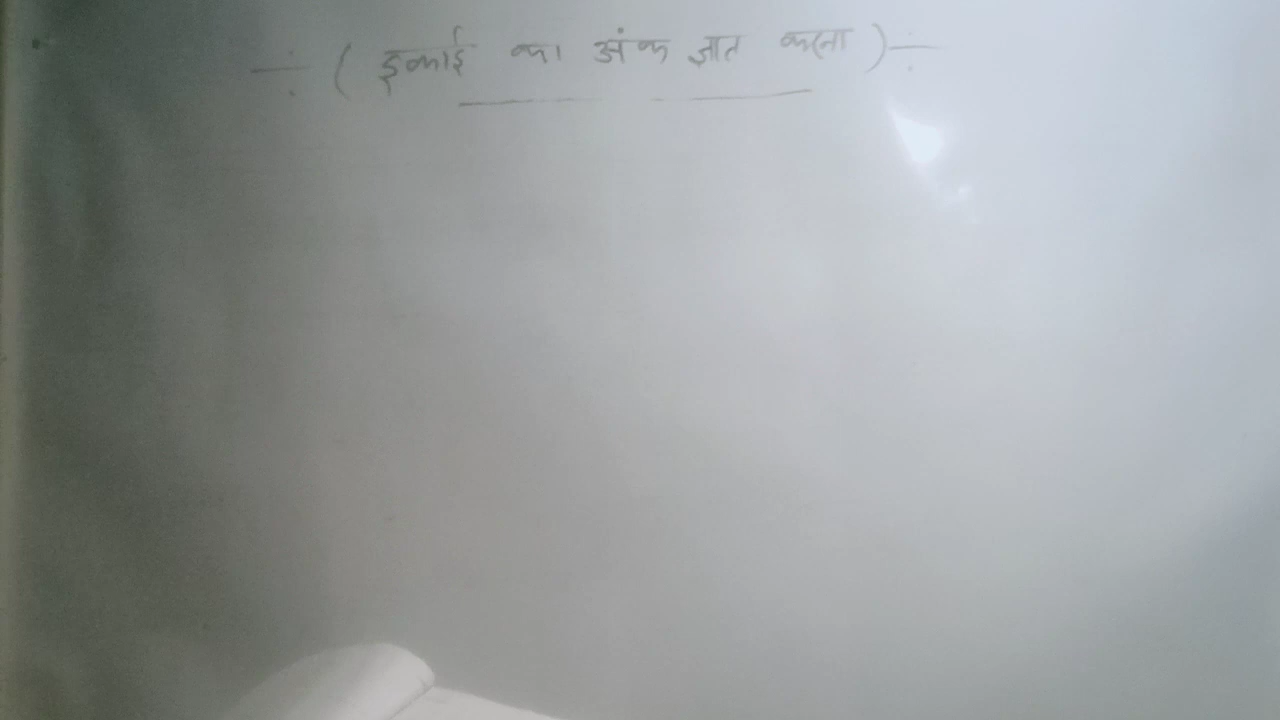 ÷ ( इकाई का अंक ज्ञात करना ) ÷